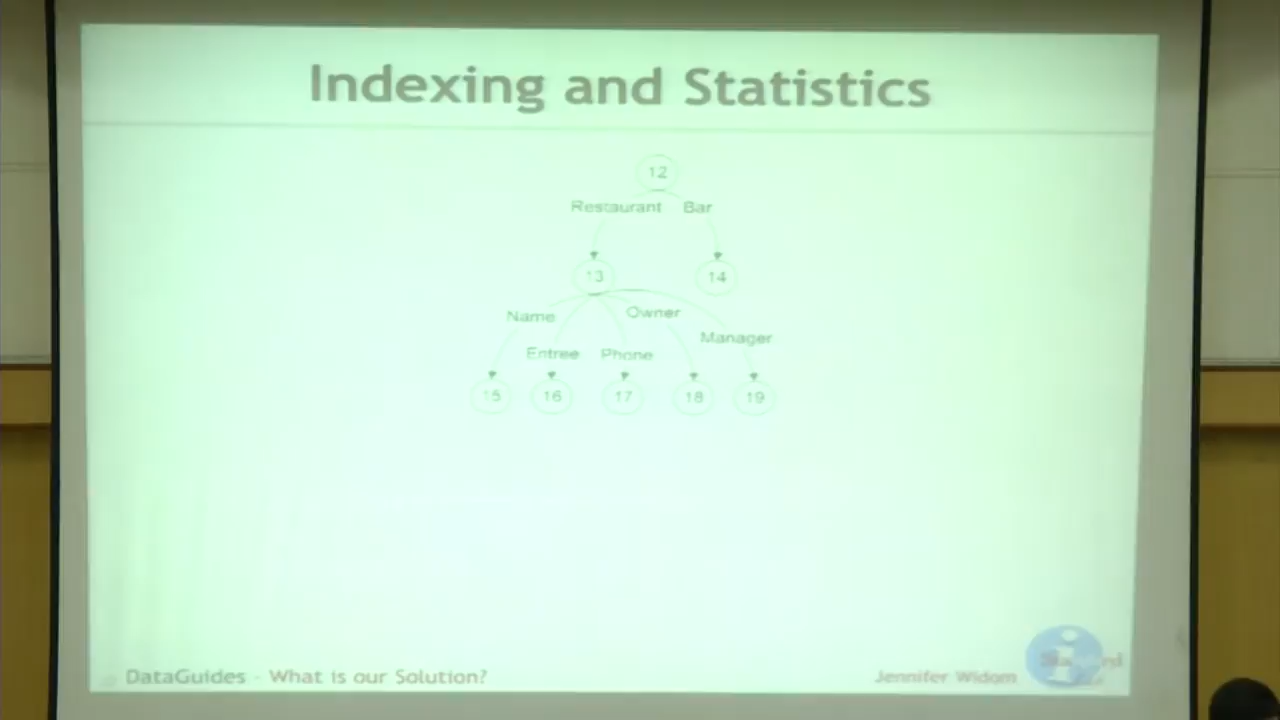 Indexing and Statistics
12
Restaurant Bar
13 14
Name Owner
Manager
Entree Phone
15 16 17 18 19
DataGuides - What is our Solution?
Jennifer Widom